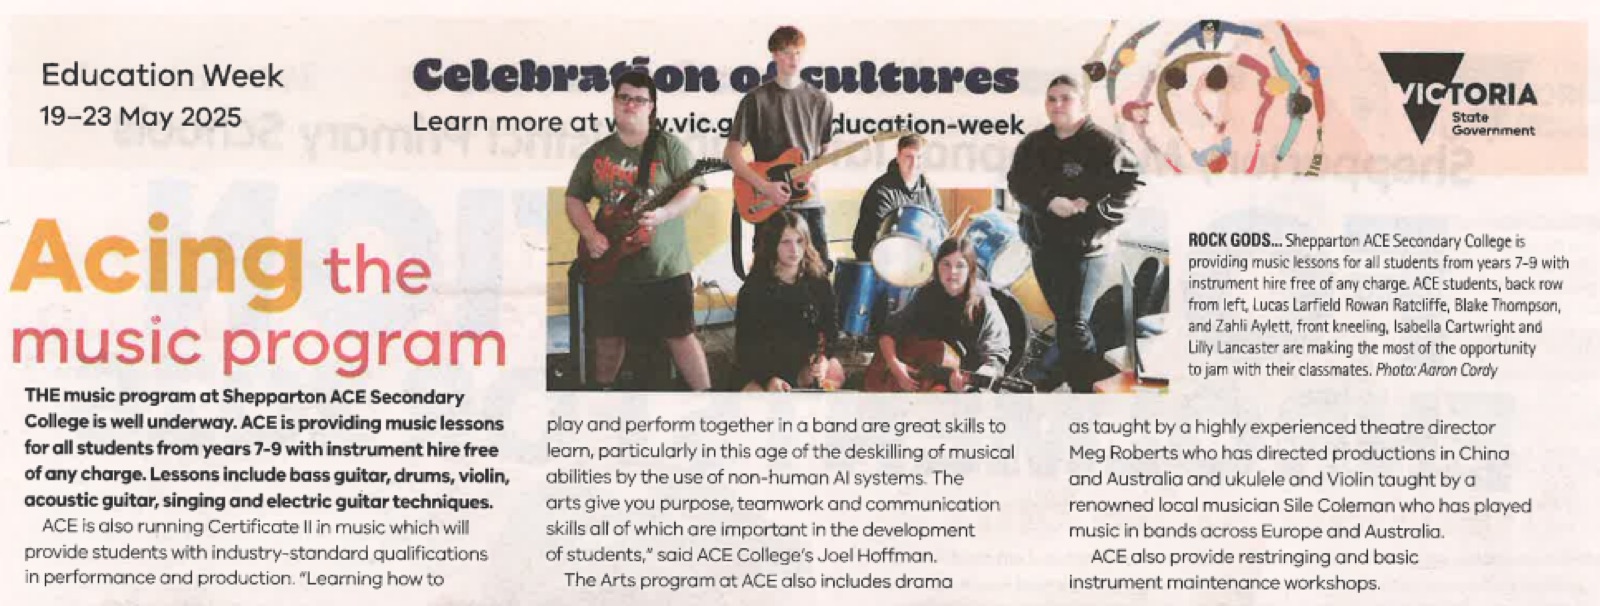 Education Week
19–23 May 2025
Celebration of cultures
Learn more at w w.vic.g ducation-week
VICTORIA
State
Government
Acing the
music program
ROCK GODS... Shepparton ACE Secondary College is
providing music lessons for all students from years 7-9 with
instrument hire free of any charge. ACE students, back row
from left, Lucas Larfield Rowan Ratcliffe, Blake Thompson,
and Zahli Aylett, front kneeling, Isabella Cartwright and
Lilly Lancaster are making the most of the opportunity
to jam with their classmates. Photo: Aaron Cordy
THE music program at Shepparton ACE Secondary
College is well underway. ACE is providing music lessons
for all students from years 7-9 with instrument hire free
of any charge. Lessons include bass guitar, drums, violin,
acoustic guitar, singing and electric guitar techniques.
ACE is also running Certificate II in music which will
provide students with industry-standard qualifications
in performance and production. "Learning how to
play and perform together in a band are great skills to
learn, particularly in this age of the deskilling of musical
abilities by the use of non-human AI systems. The
arts give you purpose, teamwork and communication
skills all of which are important in the development
of students," said ACE College's Joel Hoffman.
The Arts program at ACE also includes drama
as taught by a highly experienced theatre director
Meg Roberts who has directed productions in China
and Australia and ukulele and Violin taught by a
renowned local musician Sile Coleman who has played
music in bands across Europe and Australia.
ACE also provide restringing and basic
instrument maintenance workshops.